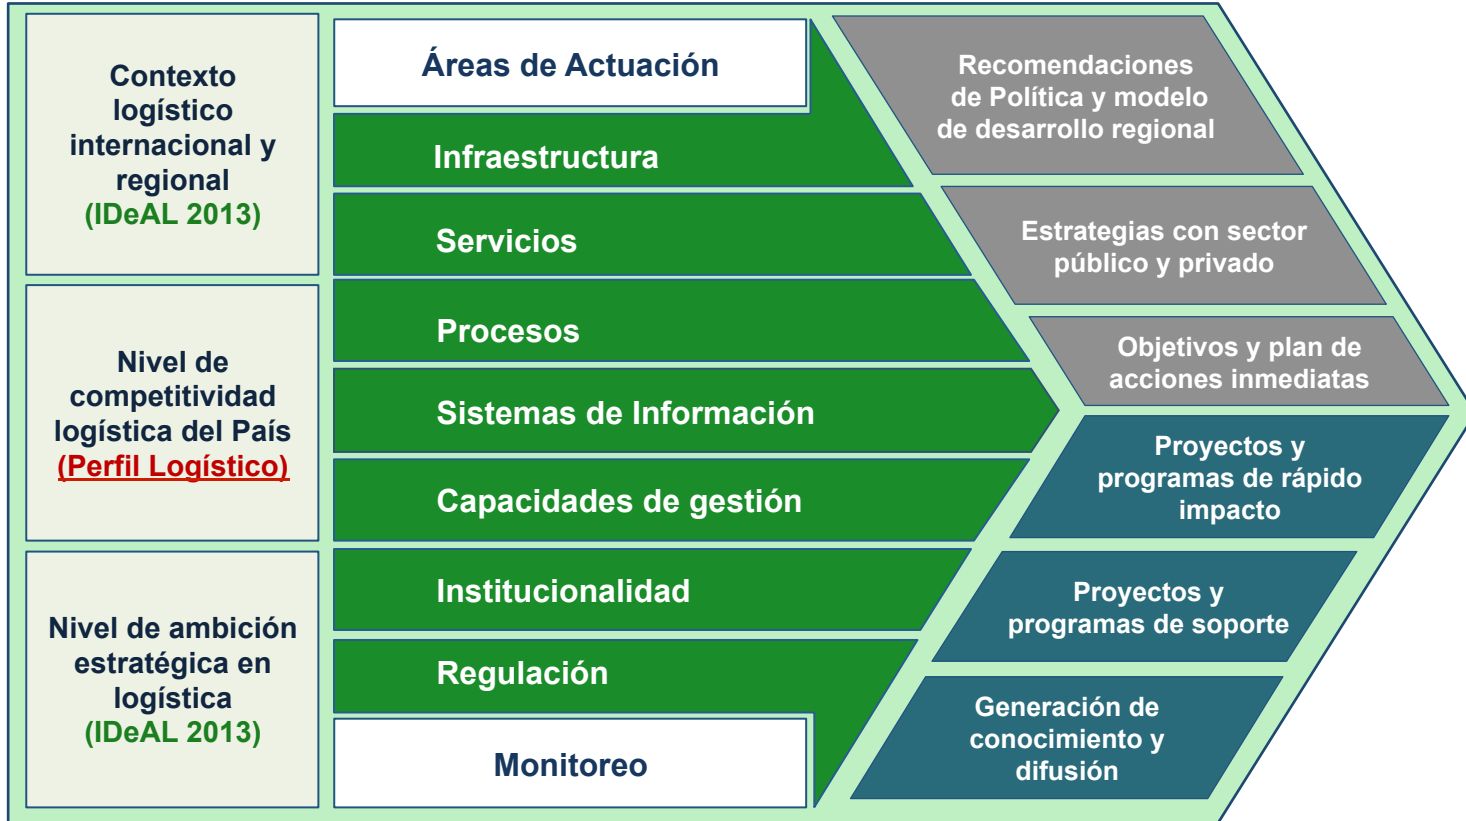 Contexto
logístico
internacional y
regional
(IDeAL 2013)
Nivel de
competitividad
logística del País
(Perfil Logístico)
Nivel de ambición
estratégica en
logística
(IDeAL 2013)
Áreas de Actuación
Infraestructura
Servicios
Procesos
Sistemas de Información
Capacidades de gestión
Institucionalidad
Regulación
Monitoreo
Recomendaciones
de Política y modelo
de desarrollo regional
Estrategias con sector
público y privado
Objetivos y plan de
acciones inmediatas
Proyectos y
programas de rápido
impacto
Proyectos y
programas de soporte
Generación de
conocimiento y
difusión